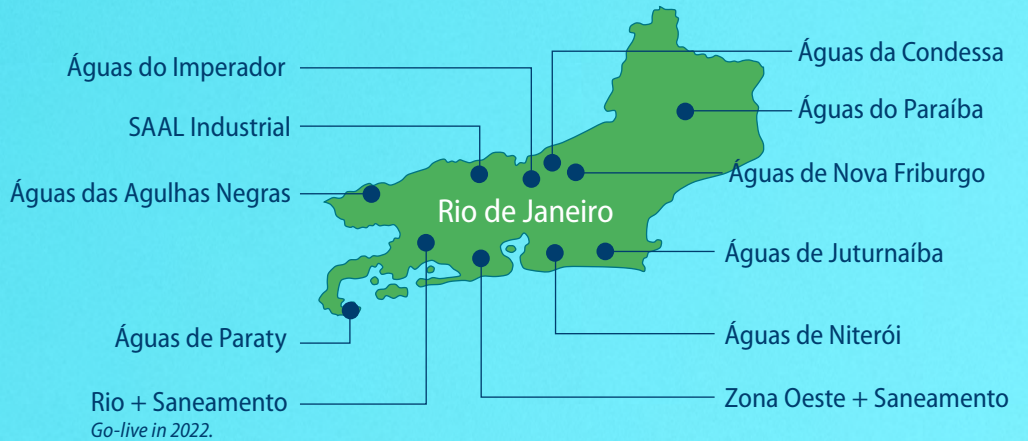 Águas do Imperador
SAAL Industrial
Águas das Agulhas Negras
Águas de Paraty
Rio + Saneamento
Go-live in 2022.
Rio de Janeiro
Águas da Condessa
Águas do Paraíba
Águas de Nova Friburgo
Águas de Juturnaíba
Águas de Niterói
Zona Oeste + Saneamento